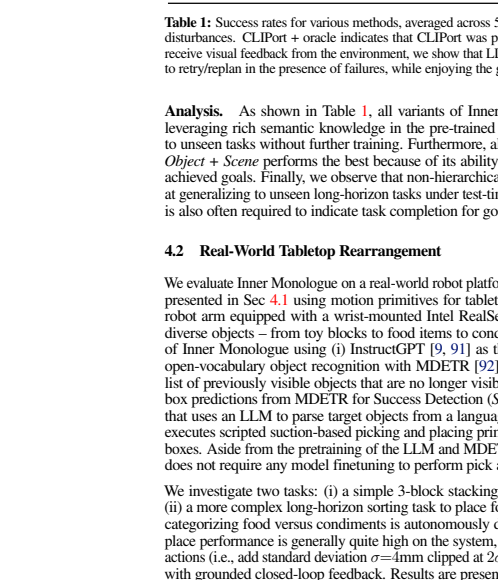 Table 1: Success rates for various methods, averaged across 5
disturbances. CLIPort + oracle indicates that CLIPort was p
receive visual feedback from the environment, we show that LI
to retry/replan in the presence of failures, while enjoying the g
Analysis. As shown in Table 1, all variants of Inner
leveraging rich semantic knowledge in the pre-trained
to unseen tasks without further training. Furthermore, al
Object + Scene performs the best because of its ability
achieved goals. Finally, we observe that non-hierarchica
at generalizing to unseen long-horizon tasks under test-tim
is also often required to indicate task completion for go
4.2 Real-World Tabletop Rearrangement
We evaluate Inner Monologue on a real-world robot platfo
presented in Sec 4.1 using motion primitives for tablet
robot arm equipped with a wrist-mounted Intel RealSe
diverse objects – from toy blocks to food items to cond
of Inner Monologue using (i) InstructGPT [9, 91] as th
open-vocabulary object recognition with MDETR [92]
list of previously visible objects that are no longer visib
box predictions from MDETR for Success Detection (S
that uses an LLM to parse target objects from a langua
executes scripted suction-based picking and placing prin
boxes. Aside from the pretraining of the LLM and MDE
does not require any model finetuning to perform pick a
We investigate two tasks: (i) a simple 3-block stacking
(ii) a more complex long-horizon sorting task to place fo
categorizing food versus condiments is autonomously d
place performance is generally quite high on the system,
actions (i.e., add standard deviation σ=4mm clipped at 2σ
with grounded closed-loop feedback. Results are presen